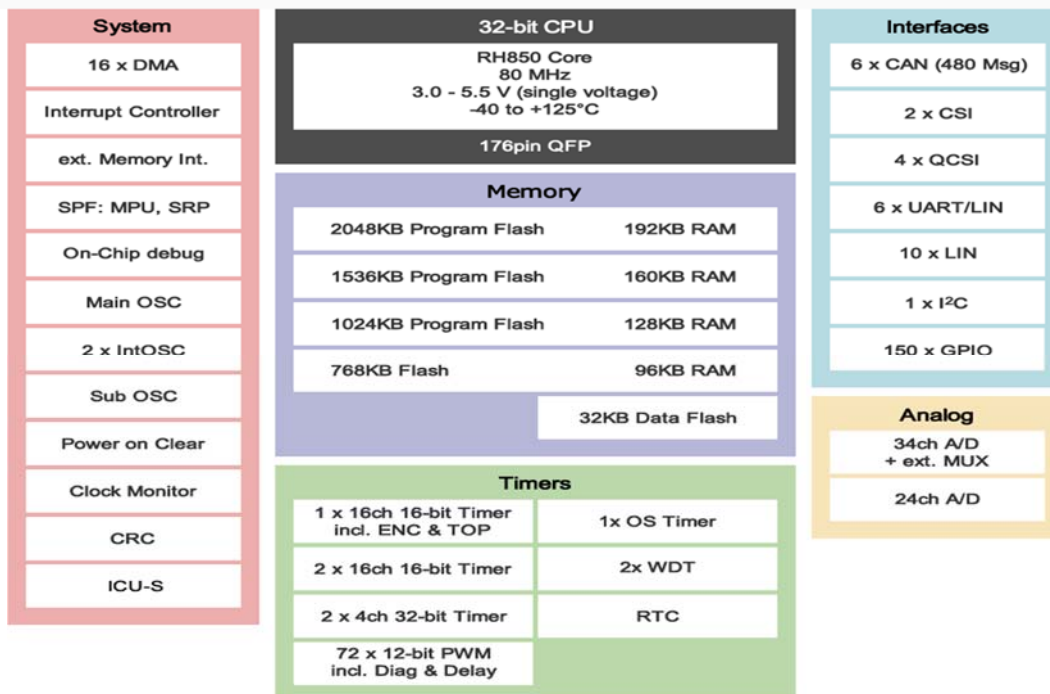 System
16 x DMA
Interrupt Controller
ext. Memory Int.
SPF: MPU, SRP
On-Chip debug
Main OSC
2 x IntOSC
Sub OSC
Power on Clear
Clock Monitor
CRC
ICU-S
32-bit CPU
RH850 Core
80 MHz
3.0 - 5.5 V (single voltage)
-40 to +125°C
176pin QFP
Memory
2048KB Program Flash 192KB RAM
1536KB Program Flash 160KB RAM
1024KB Program Flash 128KB RAM
768KB Flash 96KB RAM
32KB Data Flash
Timers
1 x 16ch 16-bit Timer
incl. ENC & TOP
1x OS Timer
2 x 16ch 16-bit Timer
2x WDT
2 x 4ch 32-bit Timer
RTC
72 x 12-bit PWM
incl. Diag & Delay
Interfaces
6 x CAN (480 Msg)
2 x CSI
4 x QCSI
6 x UART/LIN
10 x LIN
1 x I²C
150 x GPIO
Analog
34ch A/D
+ ext. MUX
24ch A/D